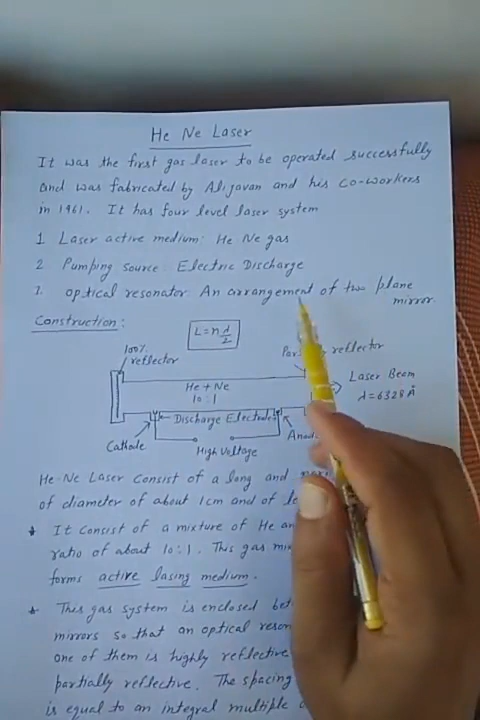 He Ne Laser
It was the first gas laser to be operated successfully
and was fabricated by Ali Javan and his co-workers
in 1961. It has four level laser system
1 Laser active medium: He Ne gas
2 Pumping source: Electric Discharge
3. optical resonator An arrangement of two plane
mirror.
Construction:
L = n λ/2
100%
reflector
reflector
He + Ne
10 : 1
Laser Beam
λ = 6328 Å
Discharge Electrodes
Cathode
High Voltage
He-Ne Laser consist of a long and
of diameter of about 1cm and of
* It consist of a mixture of He
ratio of about 10:1. This gas
forms active lasing medium.
* This gas system is enclosed
mirrors so that an optical
one of them is highly reflective
partially reflective. The spacing
is equal to an integral multiple